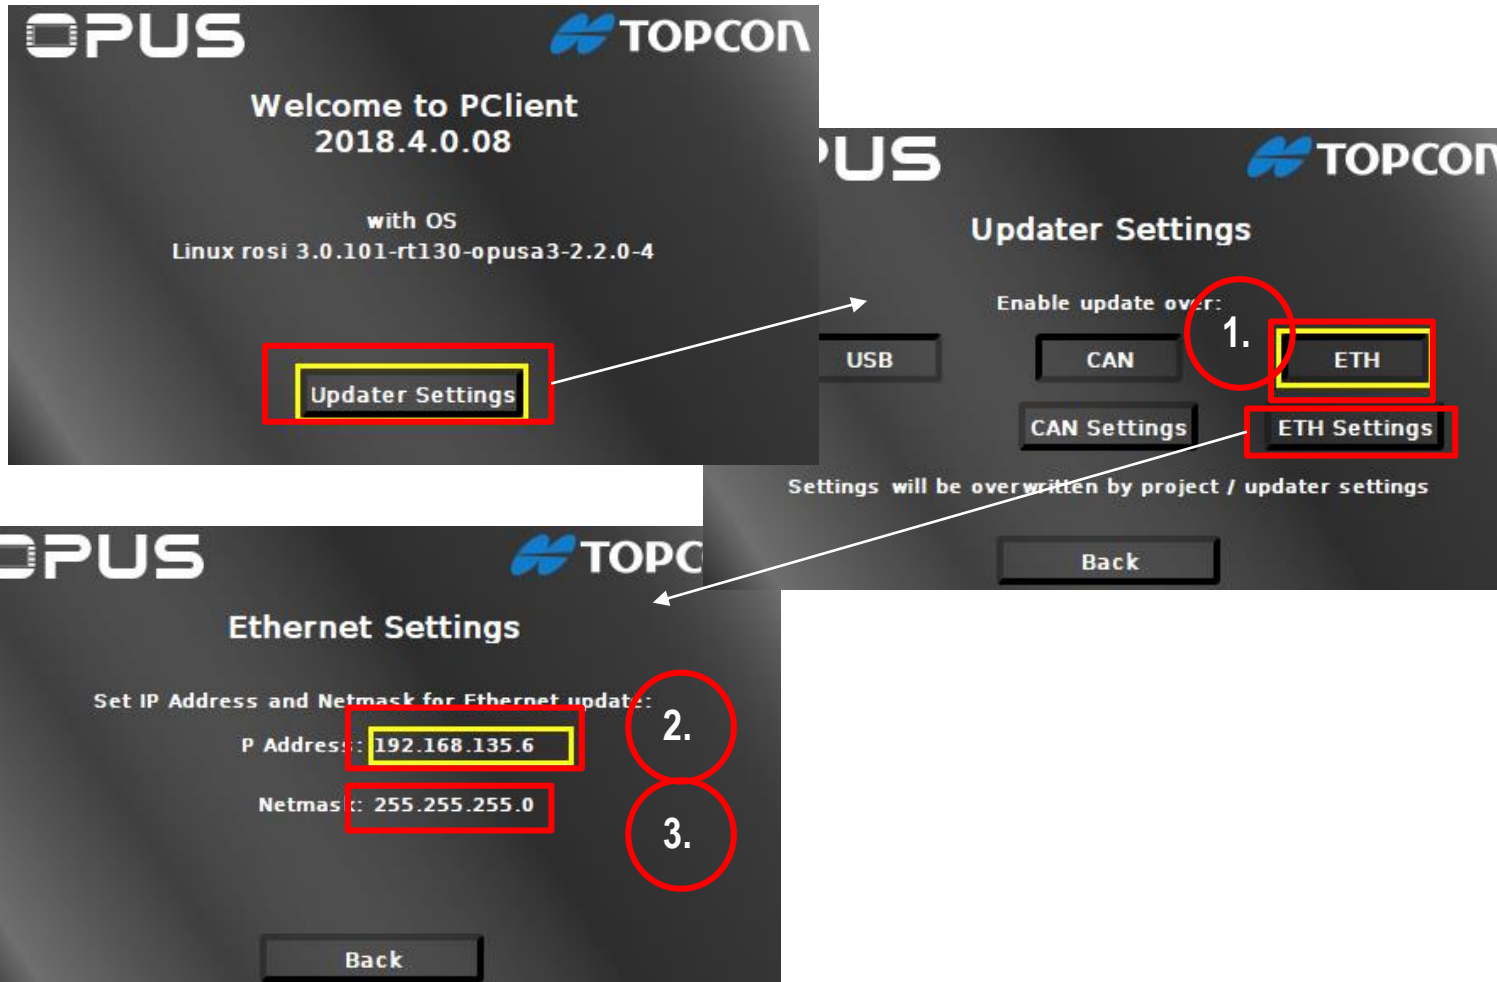 OPUS TOPCON
Welcome to PClient
2018.4.0.08
with OS
Linux rosi 3.0.101-rt130-opusa3-2.2.0-4
Updater Settings
PUS TOPCON
Updater Settings
Enable update over:
1.
USB CAN ETH
CAN Settings ETH Settings
Settings will be overwritten by project / updater settings
Back
OPUS TOPC
Ethernet Settings
Set IP Address and Netmask for Ethernet update:
2.
P Address: 192.168.135.6
Netmask: 255.255.255.0
3.
Back